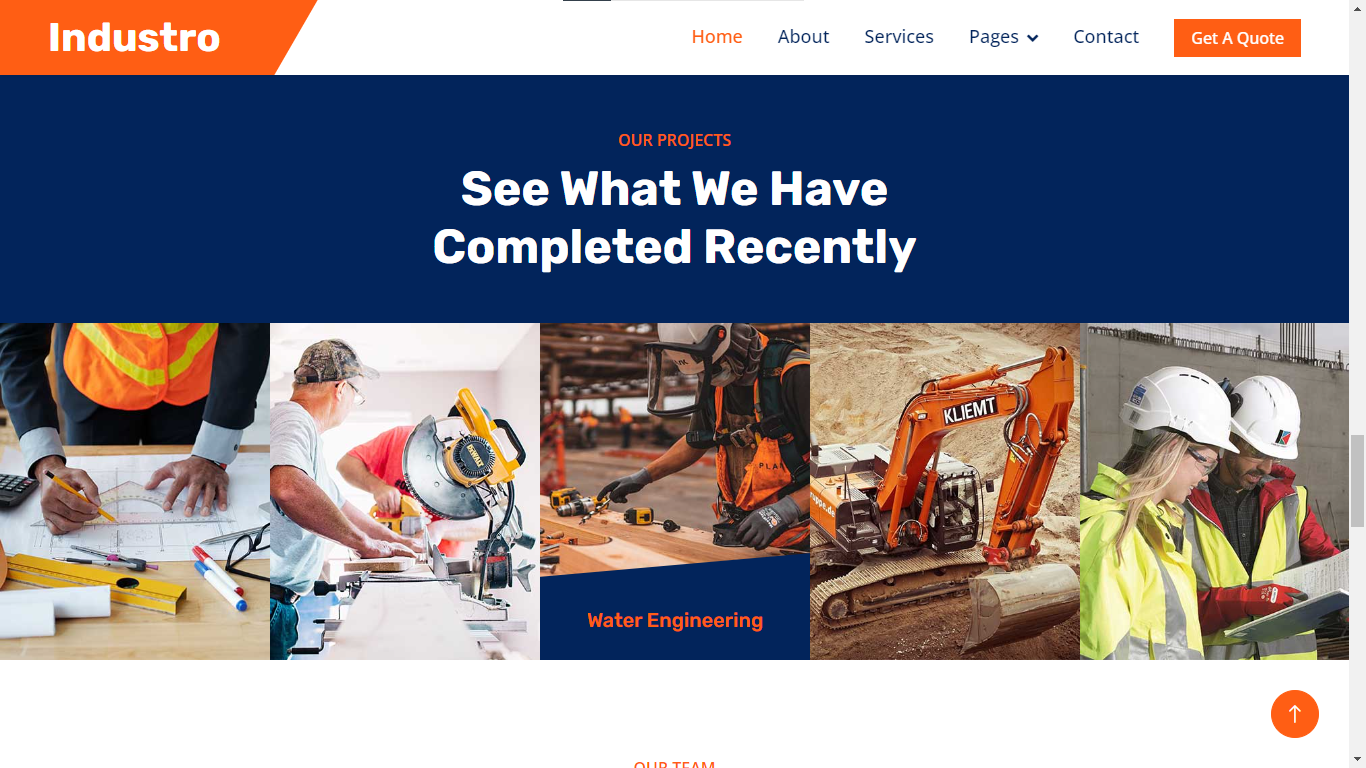 Industro
Home
About
Services
Pages
Contact
Get A Quote
OUR PROJECTS
See What We Have
Completed Recently
KLIEMT
DEWALT
Water Engineering
OUR TEAM